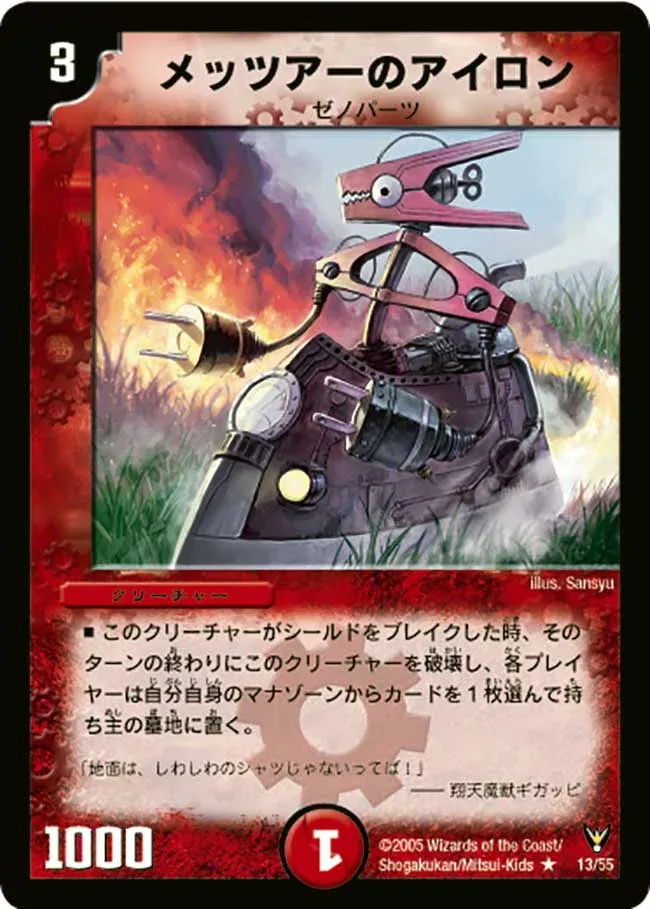 3
メッツアーのアイロン
ゼノパーツ
illus. Sansyu
クリーチャー
■ このクリーチャーがシールドをブレイクした時、その
ターンの終わりにこのクリーチャーを破壊し、各プレイ
ヤーは自分自身のマナゾーンからカードを1枚選んで持
ち主の墓地に置く。
「地面は、しわしわのシャツじゃないってば!」
—— 翔天魔獣ギガッピ
1000
1
©2005 Wizards of the Coast/
Shogakukan/Mitsui-Kids ★ 13/55